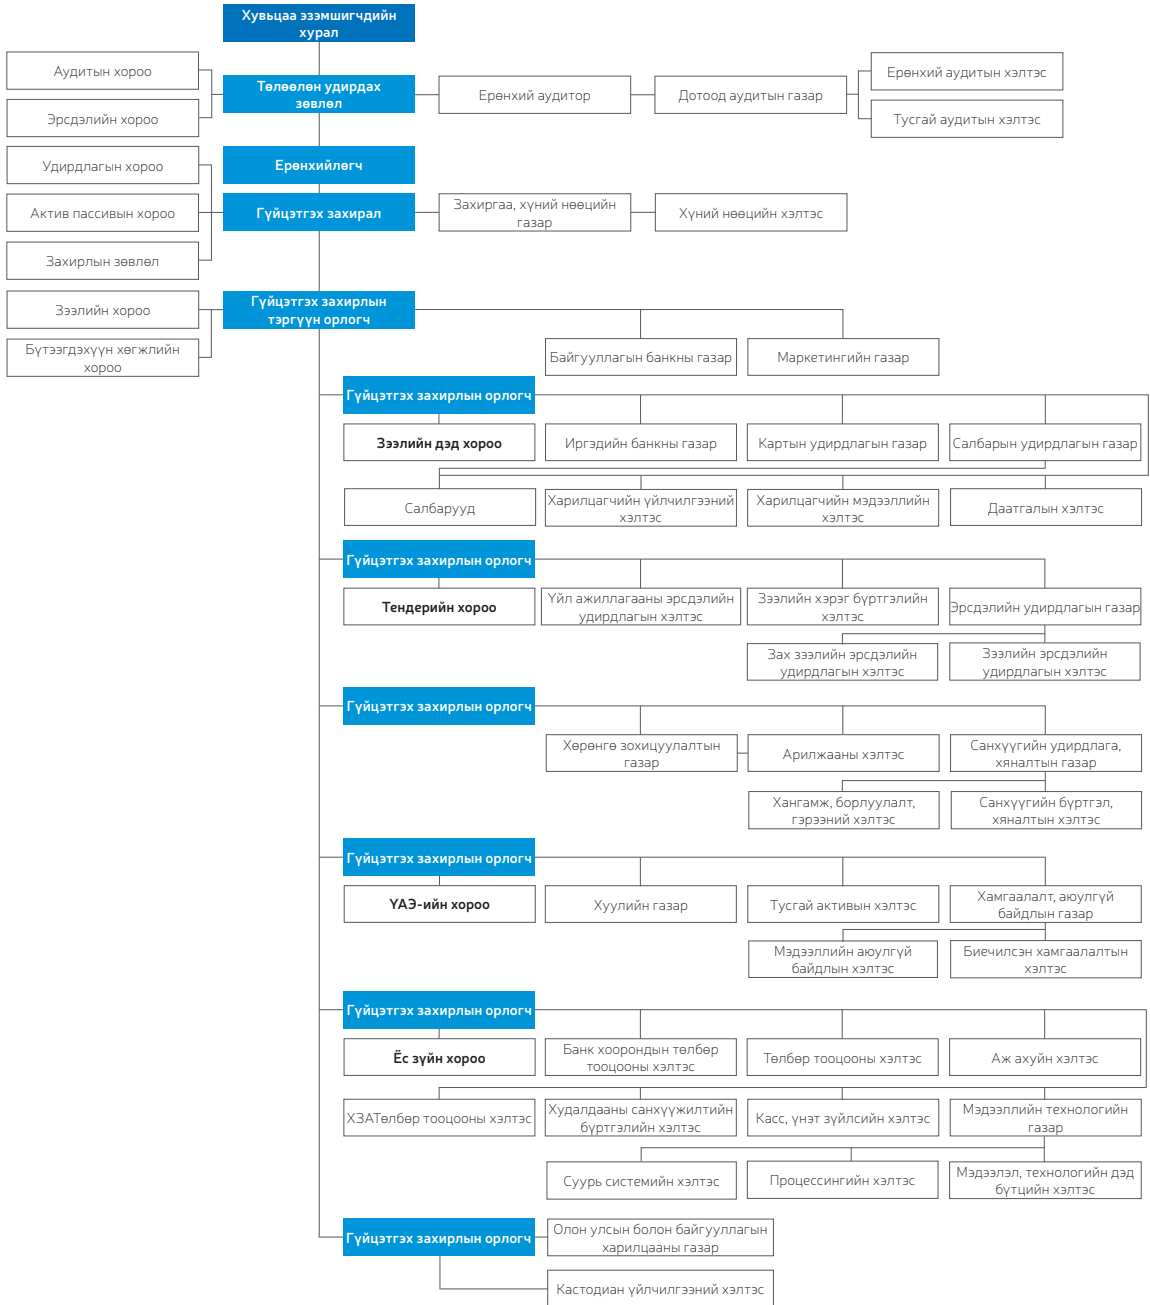 Хувьцаа эзэмшигчдийн
хурал
Аудитын хороо
Эрсдэлийн хороо
Төлөөлөн удирдах
зөвлөл
Ерөнхий аудитор
Дотоод аудитын газар
Ерөнхий аудитын хэлтэс
Тусгай аудитын хэлтэс
Удирдлагын хороо
Актив пассивын хороо
Захирлын зөвлөл
Ерөнхийлөгч
Гүйцэтгэх захирал
Захиргаа, хүний нөөцийн
газар
Хүний нөөцийн хэлтэс
Зээлийн хороо
Бүтээгдэхүүн хөгжлийн
хороо
Гүйцэтгэх захирлын
тэргүүн орлогч
Байгууллагын банкны газар
Маркетингийн газар
Гүйцэтгэх захирлын орлогч
Зээлийн дэд хороо
Иргэдийн банкны газар
Картын удирдлагын газар
Салбарын удирдлагын газар
Салбарууд
Харилцагчийн үйлчилгээний
хэлтэс
Харилцагчийн мэдээллийн
хэлтэс
Даатгалын хэлтэс
Гүйцэтгэх захирлын орлогч
Тендерийн хороо
Үйл ажиллагааны эрсдэлийн
удирдлагын хэлтэс
Зээлийн хэрэг бүртгэлийн
хэлтэс
Эрсдэлийн удирдлагын газар
Зах зээлийн эрсдэлийн
удирдлагын хэлтэс
Зээлийн эрсдэлийн
удирдлагын хэлтэс
Гүйцэтгэх захирлын орлогч
Хөрөнгө зохицуулалтын
газар
Арилжааны хэлтэс
Санхүүгийн удирдлага,
хяналтын газар
Хангамж, борлуулалт,
гэрээний хэлтэс
Санхүүгийн бүртгэл,
хяналтын хэлтэс
Гүйцэтгэх захирлын орлогч
ҮАЭ-ийн хороо
Хуулийн газар
Тусгай активын хэлтэс
Хамгаалалт, аюулгүй
байдлын газар
Мэдээллийн аюулгүй
байдлын хэлтэс
Биечилсэн хамгаалалтын
хэлтэс
Гүйцэтгэх захирлын орлогч
Ёс зүйн хороо
Банк хоорондын төлбөр
тооцооны хэлтэс
Төлбөр тооцооны хэлтэс
Аж ахуйн хэлтэс
ХЗАТөлбөр тооцооны хэлтэс
Худалдааны санхүүжилтийн
бүртгэлийн хэлтэс
Касс, үнэт зүйлсийн хэлтэс
Мэдээллийн технологийн
газар
Суурь системийн хэлтэс
Процессингийн хэлтэс
Мэдээлэл, технологийн дэд
бүтцийн хэлтэс
Гүйцэтгэх захирлын орлогч
Олон улсын болон байгууллагын
харилцааны газар
Кастодиан үйлчилгээний хэлтэс